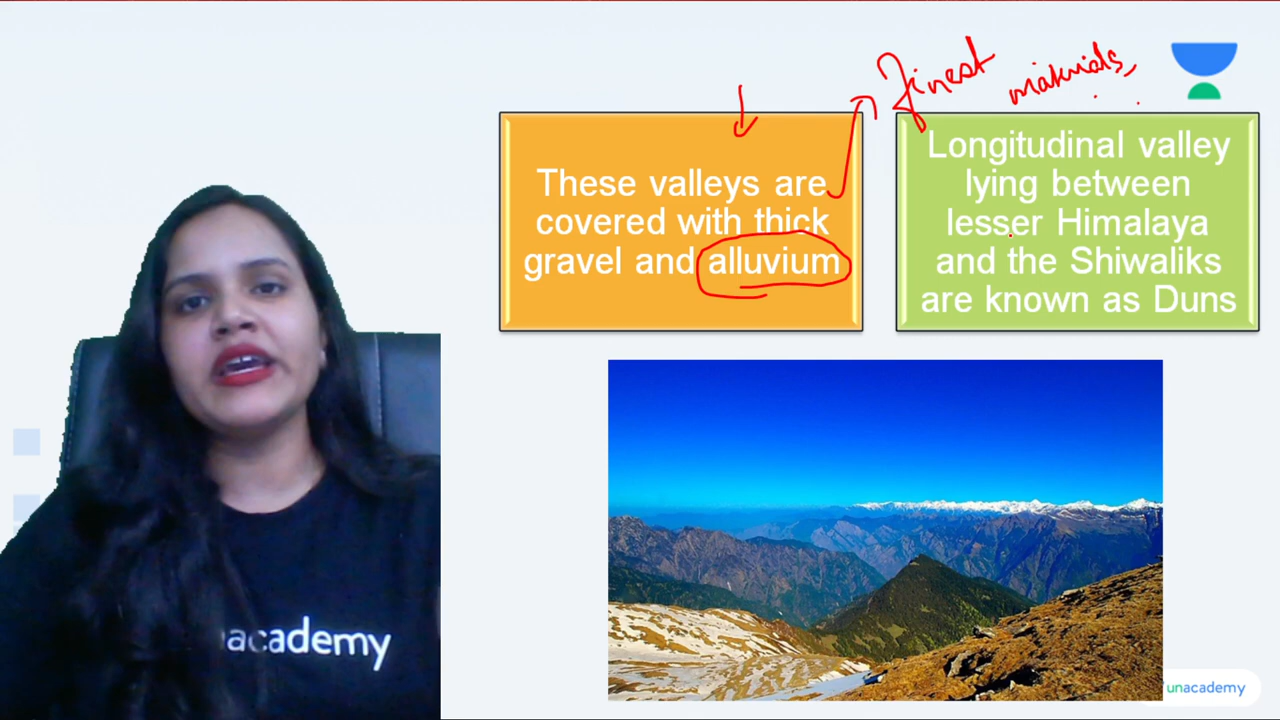 finest materials
These valleys are
covered with thick
gravel and alluvium
Longitudinal valley
lying between
lesser Himalaya
and the Shiwaliks
are known as Duns
unacademy
unacademy